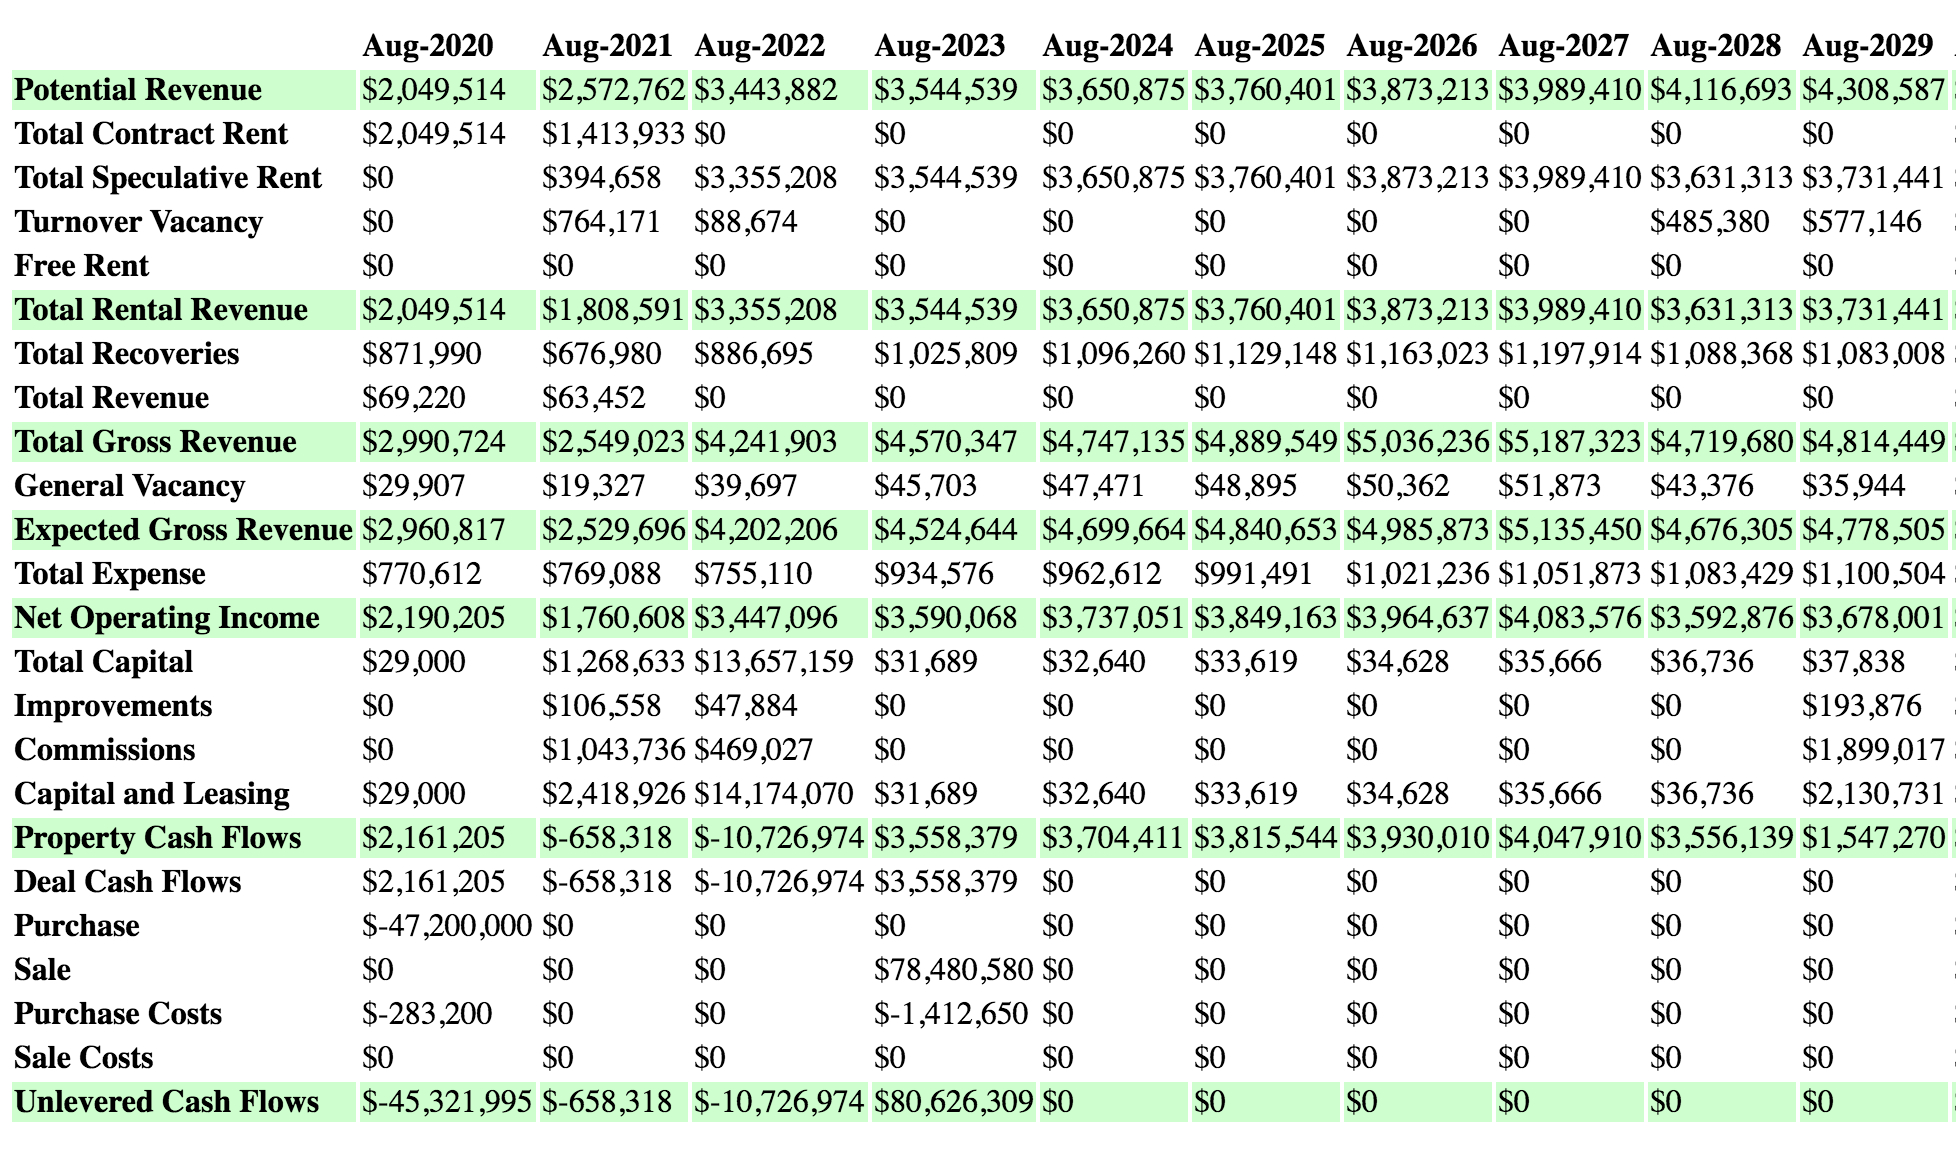 Aug-2020 Aug-2021 Aug-2022 Aug-2023 Aug-2024 Aug-2025 Aug-2026 Aug-2027 Aug-2028 Aug-2029
Potential Revenue $2,049,514 $2,572,762 $3,443,882 $3,544,539 $3,650,875 $3,760,401 $3,873,213 $3,989,410 $4,116,693 $4,308,587
Total Contract Rent $2,049,514 $1,413,933 $0 $0 $0 $0 $0 $0 $0 $0
Total Speculative Rent $0 $394,658 $3,355,208 $3,544,539 $3,650,875 $3,760,401 $3,873,213 $3,989,410 $3,631,313 $3,731,441
Turnover Vacancy $0 $764,171 $88,674 $0 $0 $0 $0 $0 $485,380 $577,146
Free Rent $0 $0 $0 $0 $0 $0 $0 $0 $0 $0
Total Rental Revenue $2,049,514 $1,808,591 $3,355,208 $3,544,539 $3,650,875 $3,760,401 $3,873,213 $3,989,410 $3,631,313 $3,731,441
Total Recoveries $871,990 $676,980 $886,695 $1,025,809 $1,096,260 $1,129,148 $1,163,023 $1,197,914 $1,088,368 $1,083,008
Total Revenue $69,220 $63,452 $0 $0 $0 $0 $0 $0 $0 $0
Total Gross Revenue $2,990,724 $2,549,023 $4,241,903 $4,570,347 $4,747,135 $4,889,549 $5,036,236 $5,187,323 $4,719,680 $4,814,449
General Vacancy $29,907 $19,327 $39,697 $45,703 $47,471 $48,895 $50,362 $51,873 $43,376 $35,944
Expected Gross Revenue $2,960,817 $2,529,696 $4,202,206 $4,524,644 $4,699,664 $4,840,653 $4,985,873 $5,135,450 $4,676,305 $4,778,505
Total Expense $770,612 $769,088 $755,110 $934,576 $962,612 $991,491 $1,021,236 $1,051,873 $1,083,429 $1,100,504
Net Operating Income $2,190,205 $1,760,608 $3,447,096 $3,590,068 $3,737,051 $3,849,163 $3,964,637 $4,083,576 $3,592,876 $3,678,001
Total Capital $29,000 $1,268,633 $13,657,159 $31,689 $32,640 $33,619 $34,628 $35,666 $36,736 $37,838
Improvements $0 $106,558 $47,884 $0 $0 $0 $0 $0 $0 $193,876
Commissions $0 $1,043,736 $469,027 $0 $0 $0 $0 $0 $0 $1,899,017
Capital and Leasing $29,000 $2,418,926 $14,174,070 $31,689 $32,640 $33,619 $34,628 $35,666 $36,736 $2,130,731
Property Cash Flows $2,161,205 $-658,318 $-10,726,974 $3,558,379 $3,704,411 $3,815,544 $3,930,010 $4,047,910 $3,556,139 $1,547,270
Deal Cash Flows $2,161,205 $-658,318 $-10,726,974 $3,558,379 $0 $0 $0 $0 $0 $0
Purchase $-47,200,000 $0 $0 $0 $0 $0 $0 $0 $0 $0
Sale $0 $0 $0 $78,480,580 $0 $0 $0 $0 $0 $0
Purchase Costs $-283,200 $0 $0 $-1,412,650 $0 $0 $0 $0 $0 $0
Sale Costs $0 $0 $0 $0 $0 $0 $0 $0 $0 $0
Unlevered Cash Flows $-45,321,995 $-658,318 $-10,726,974 $80,626,309 $0 $0 $0 $0 $0 $0